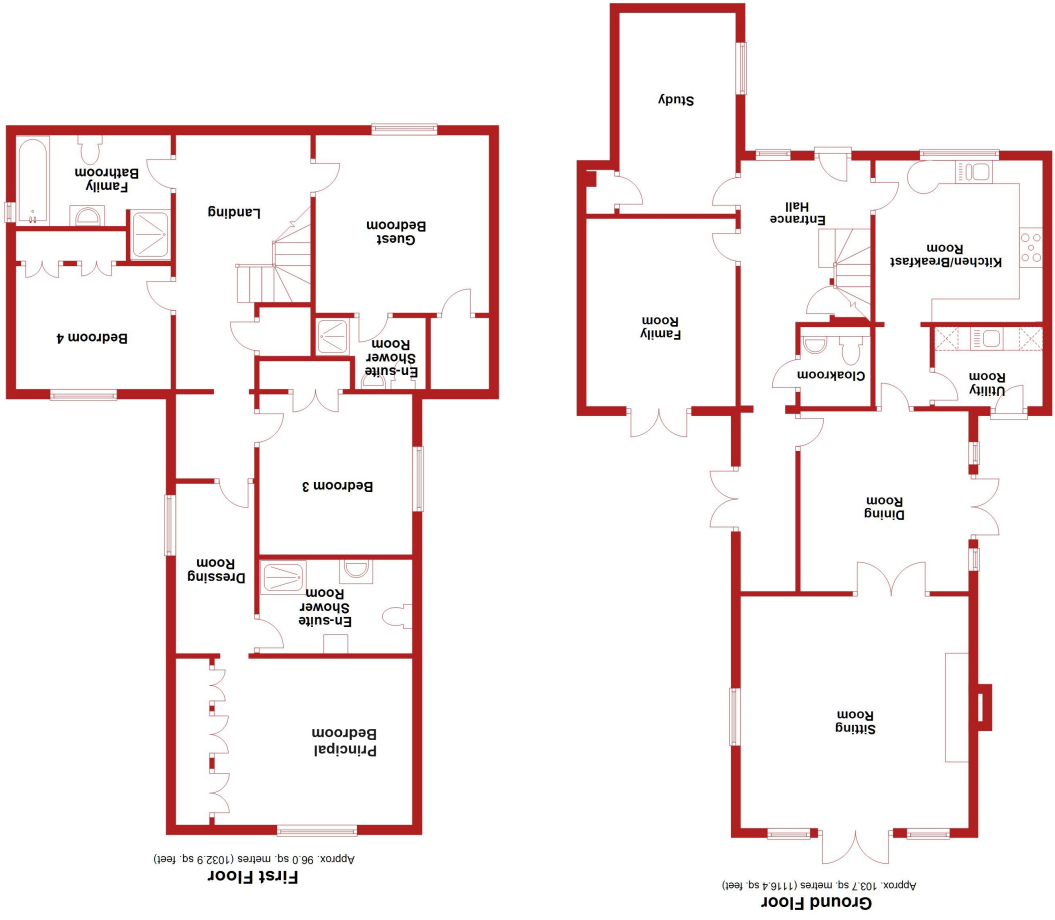 Ground Floor
Approx. 103.7 sq. metres (1116.4 sq. feet)
Sitting
Room
Dining
Room
Utility
Room
Cloakroom
Kitchen/Breakfast
Room
Family
Room
Entrance
Hall
Study
First Floor
Approx. 96.0 sq. metres (1032.9 sq. feet)
Principal
Bedroom
En-suite
Shower
Room
Dressing
Room
Bedroom 3
En-suite
Shower
Room
Bedroom 4
Guest
Bedroom
Landing
Family
Bathroom